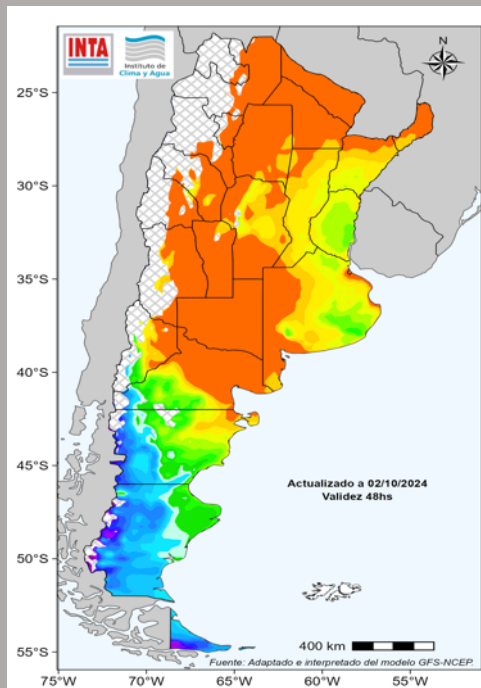 INTA
Instituto de
Clima y Agua
N
25°S
30°S
35°S
40°S
45°S
50°S
55°S
Actualizado a 02/10/2024
Validez 48hs
400 km
Fuente: Adaptado e interpretado del modelo GFS-NCEP.
75°W
70°W
65°W
60°W
55°W